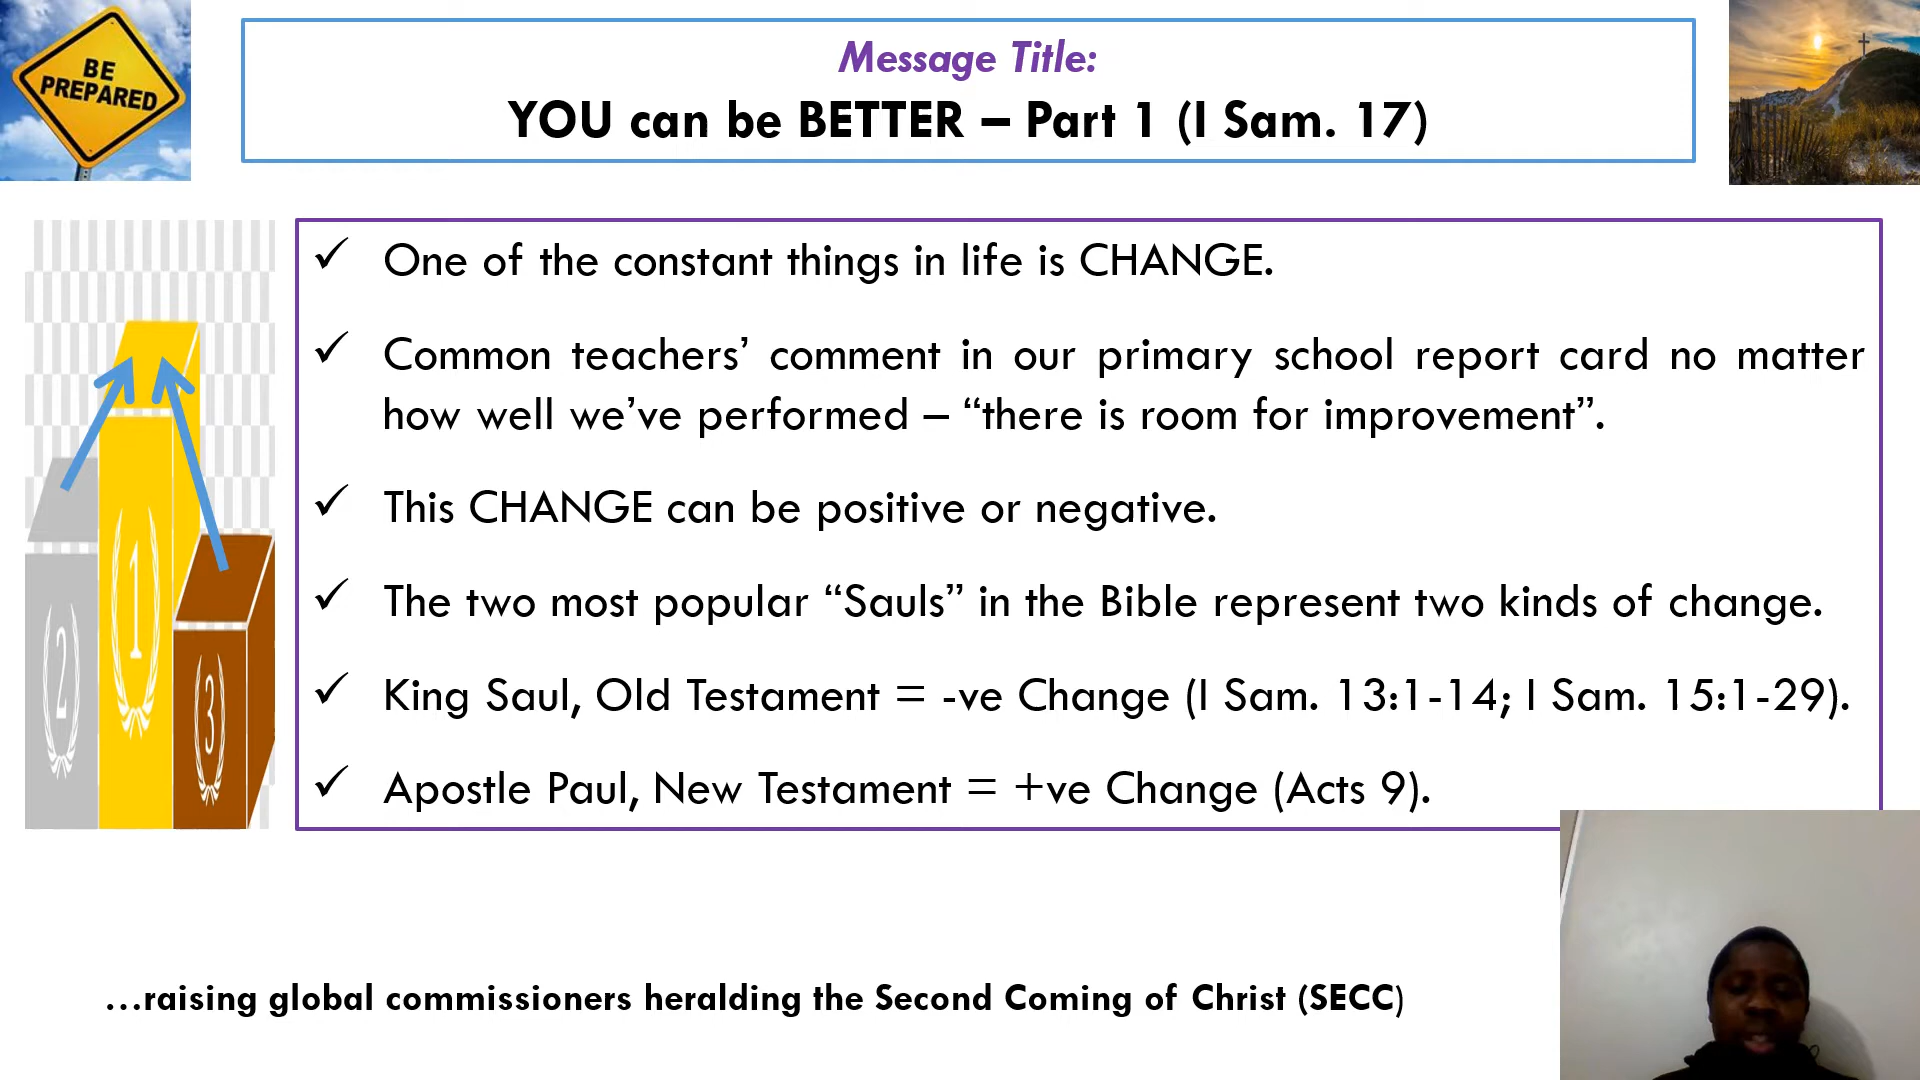 BE
PREPARED
Message Title:
YOU can be BETTER – Part 1 (I Sam. 17)
✓ One of the constant things in life is CHANGE.
✓ Common teachers’ comment in our primary school report card no matter
how well we’ve performed – “there is room for improvement”.
✓ This CHANGE can be positive or negative.
✓ The two most popular “Sauls” in the Bible represent two kinds of change.
✓ King Saul, Old Testament = -ve Change (I Sam. 13:1-14; I Sam. 15:1-29).
✓ Apostle Paul, New Testament = +ve Change (Acts 9).
2
1
3
...raising global commissioners heralding the Second Coming of Christ (SECC)